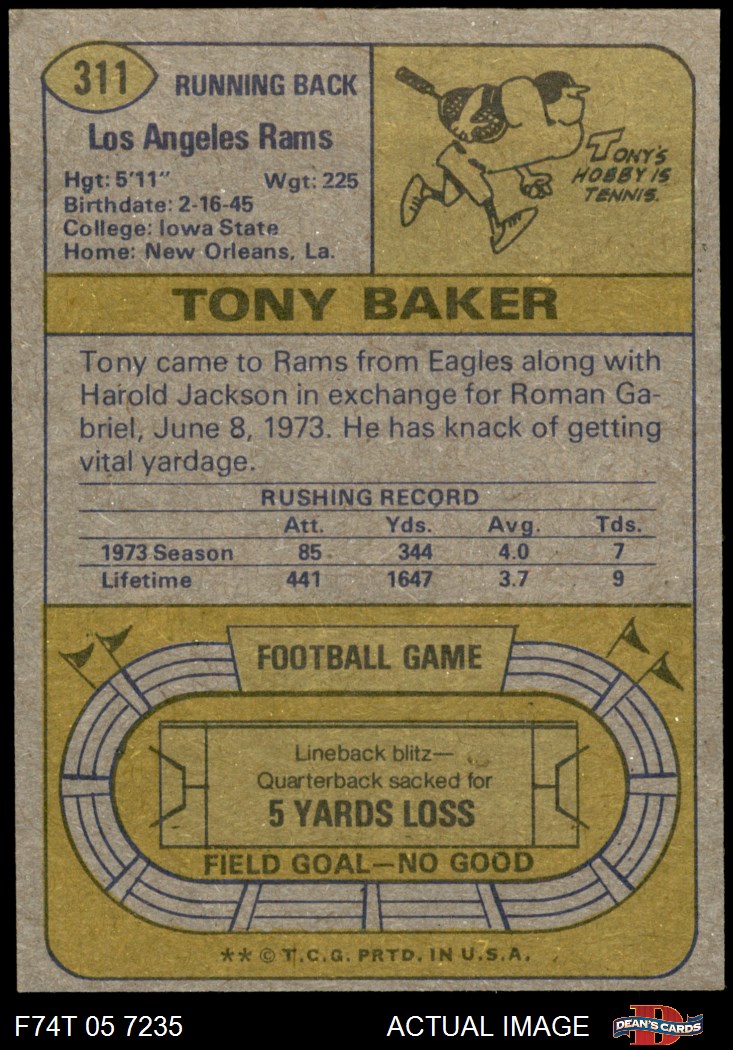 311
RUNNING BACK
Los Angeles Rams
Hgt: 5'11" Wgt: 225
Birthdate: 2-16-45
College: Iowa State
Home: New Orleans, La.
TONY'S
HOBBY IS
TENNIS.
TONY BAKER
Tony came to Rams from Eagles along with
Harold Jackson in exchange for Roman Ga-
briel, June 8, 1973. He has knack of getting
vital yardage.
RUSHING RECORD
Att. Yds. Avg. Tds.
1973 Season 85 344 4.0 7
Lifetime 441 1647 3.7 9
FOOTBALL GAME
Lineback blitz—
Quarterback sacked for
5 YARDS LOSS
FIELD GOAL—NO GOOD
** © T.C.G. PRTD. IN U.S.A.
F74T 05 7235 ACTUAL IMAGE
D
DEAN'S CARDS